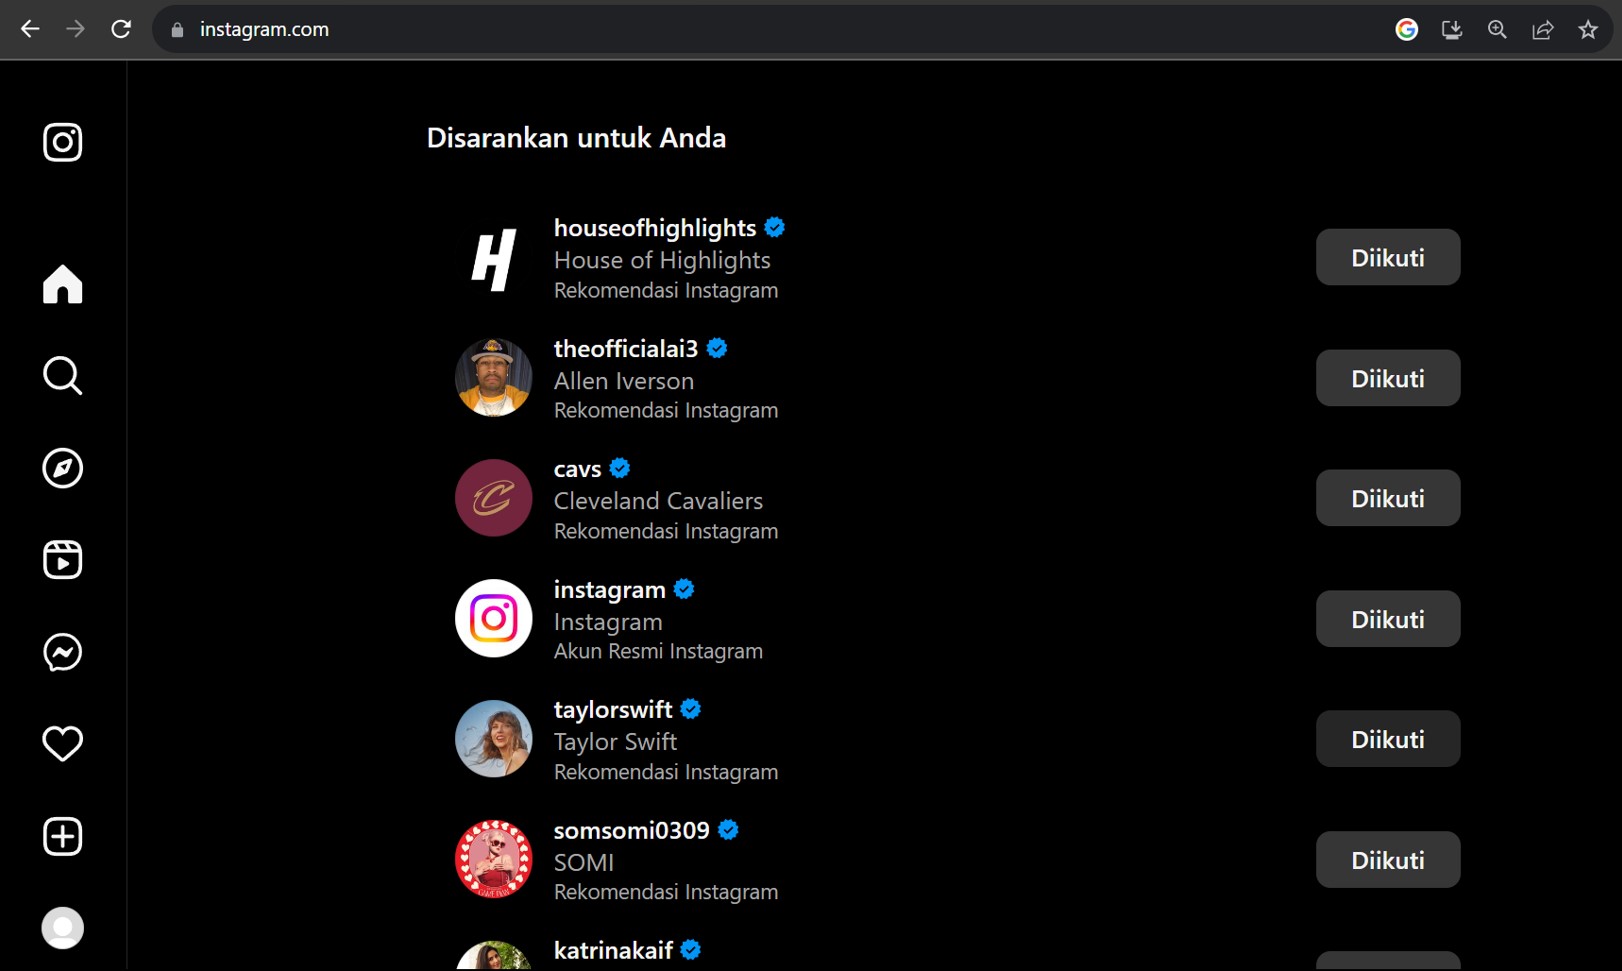 instagram.com
Disarankan untuk Anda
houseofhighlights
House of Highlights
Rekomendasi Instagram
Diikuti
theofficialai3
Allen Iverson
Rekomendasi Instagram
Diikuti
cavs
Cleveland Cavaliers
Rekomendasi Instagram
Diikuti
instagram
Instagram
Akun Resmi Instagram
Diikuti
taylorswift
Taylor Swift
Rekomendasi Instagram
Diikuti
somsomi0309
SOMI
Rekomendasi Instagram
Diikuti
katrinakaif